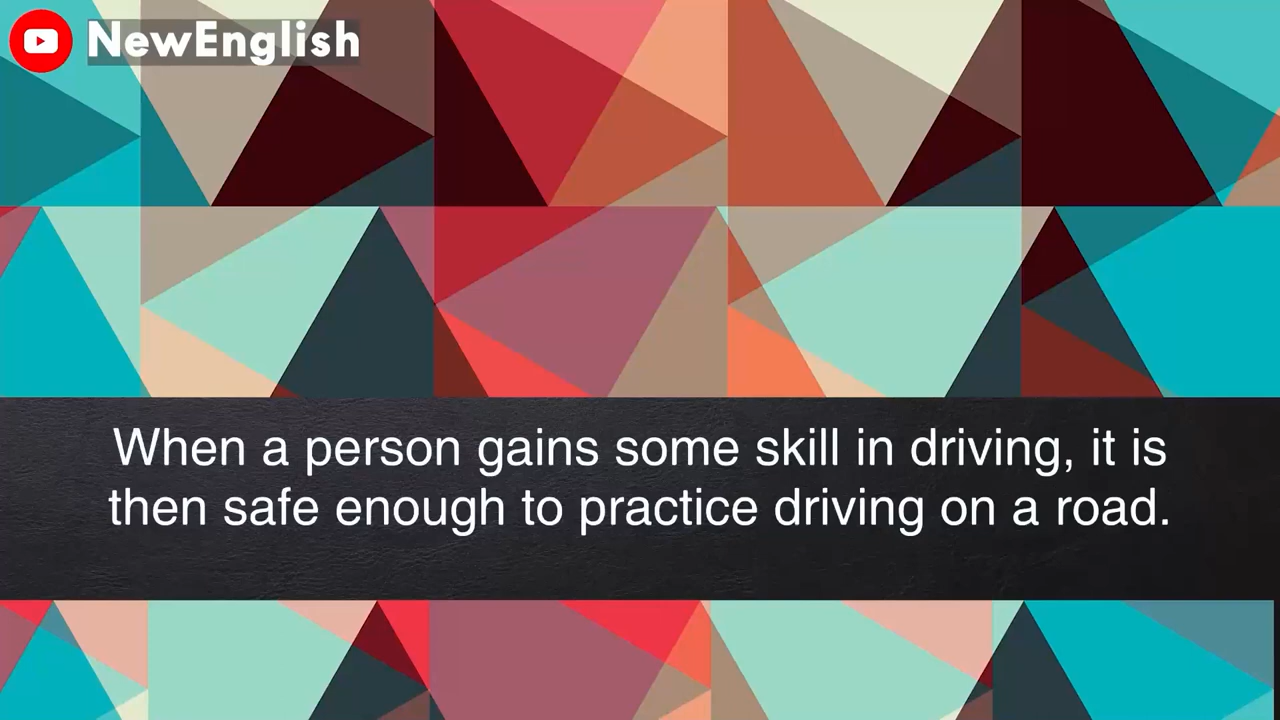 NewEnglish
When a person gains some skill in driving, it is
then safe enough to practice driving on a road.